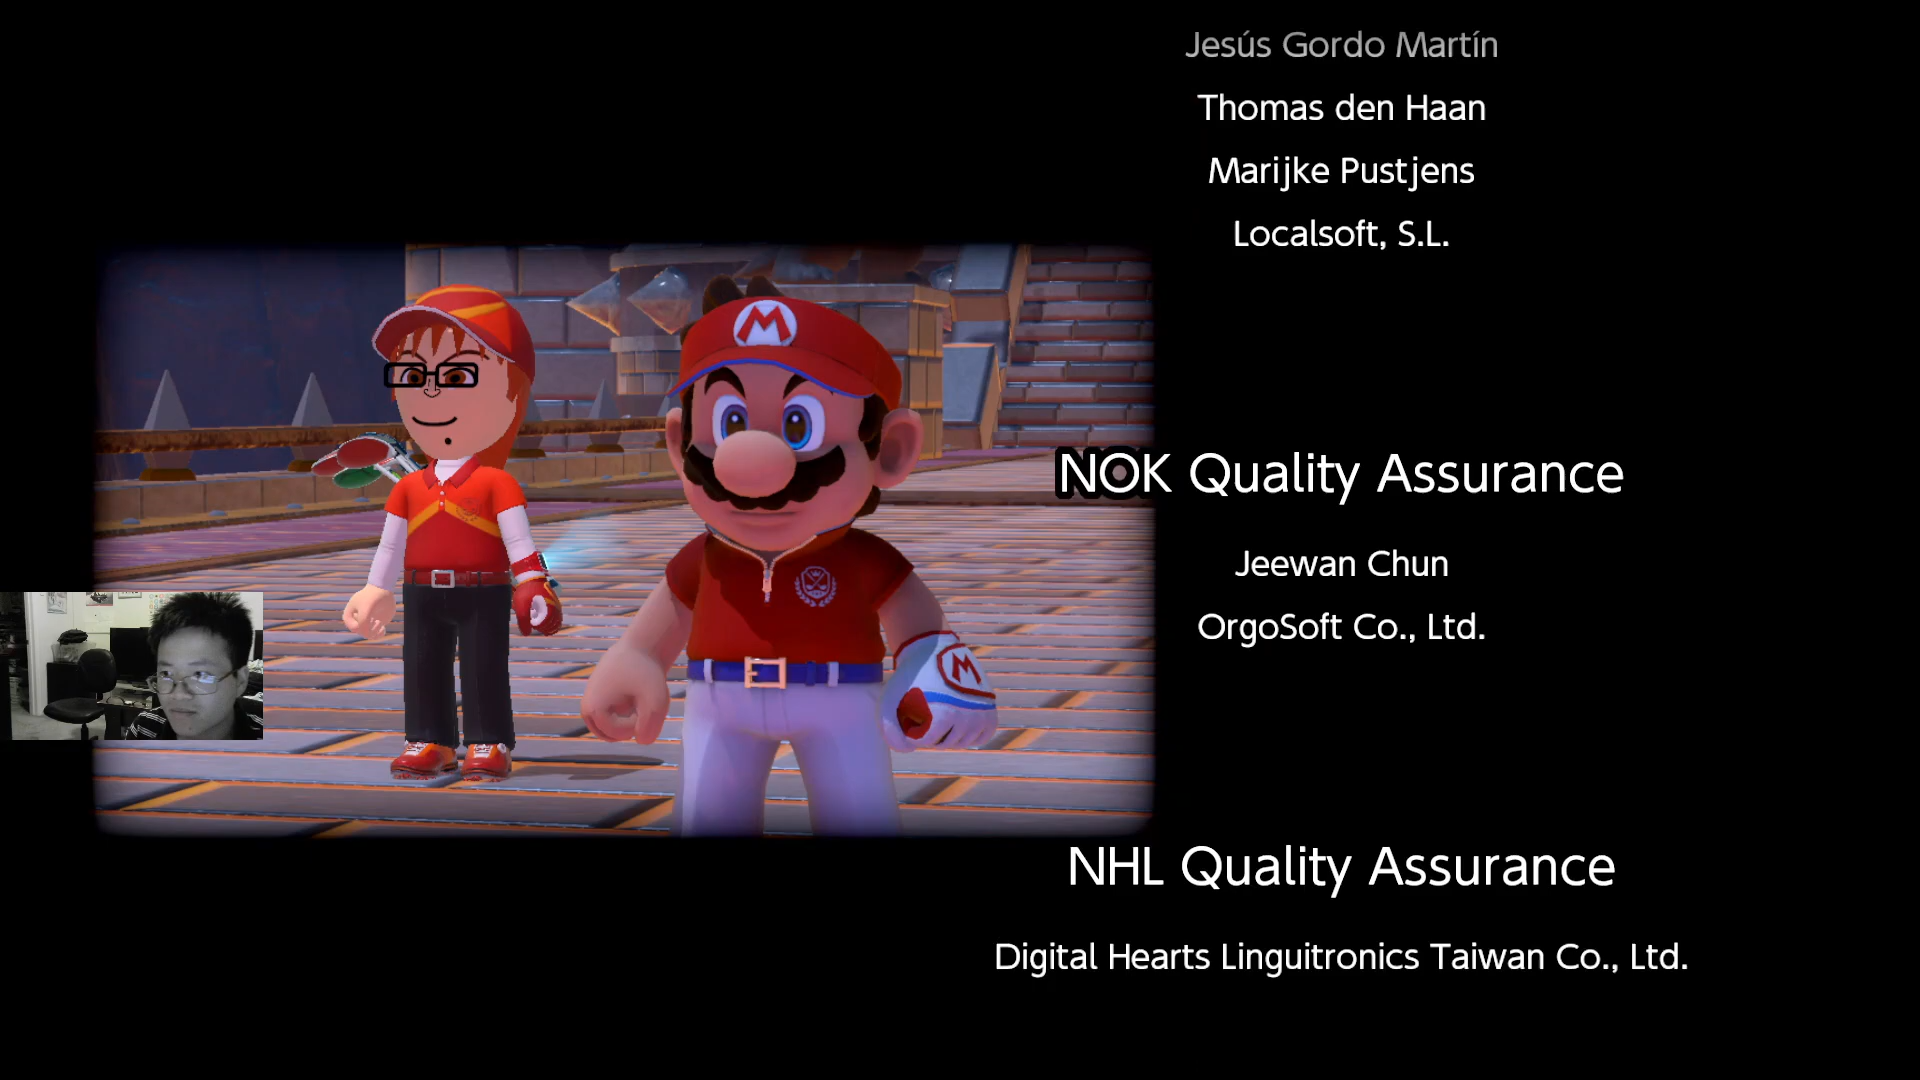 Jesús Gordo Martín
Thomas den Haan
Marijke Pustjens
Localsoft, S.L.
M
NOK Quality Assurance
Jeewan Chun
OrgoSoft Co., Ltd.
M
NHL Quality Assurance
Digital Hearts Linguitronics Taiwan Co., Ltd.